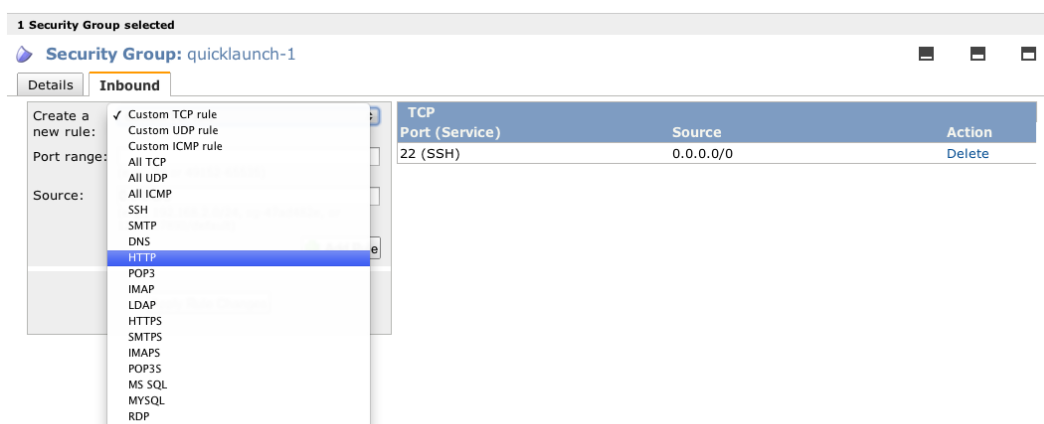 1 Security Group selected
Security Group: quicklaunch-1
Details Inbound
Create a new rule:
✓ Custom TCP rule
Custom UDP rule
Custom ICMP rule
All TCP
All UDP
All ICMP
SSH
SMTP
DNS
HTTP
POP3
IMAP
LDAP
HTTPS
SMTPS
IMAPS
POP3S
MS SQL
MYSQL
RDP
Port range:
Source:
TCP
Port (Service) Source Action
22 (SSH) 0.0.0.0/0 Delete